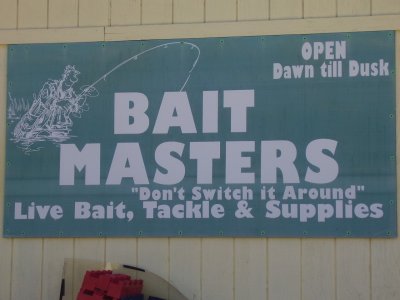 OPEN
Dawn till Dusk
BAIT
MASTERS
"Don't Switch it Around"
Live Bait, Tackle & Supplies